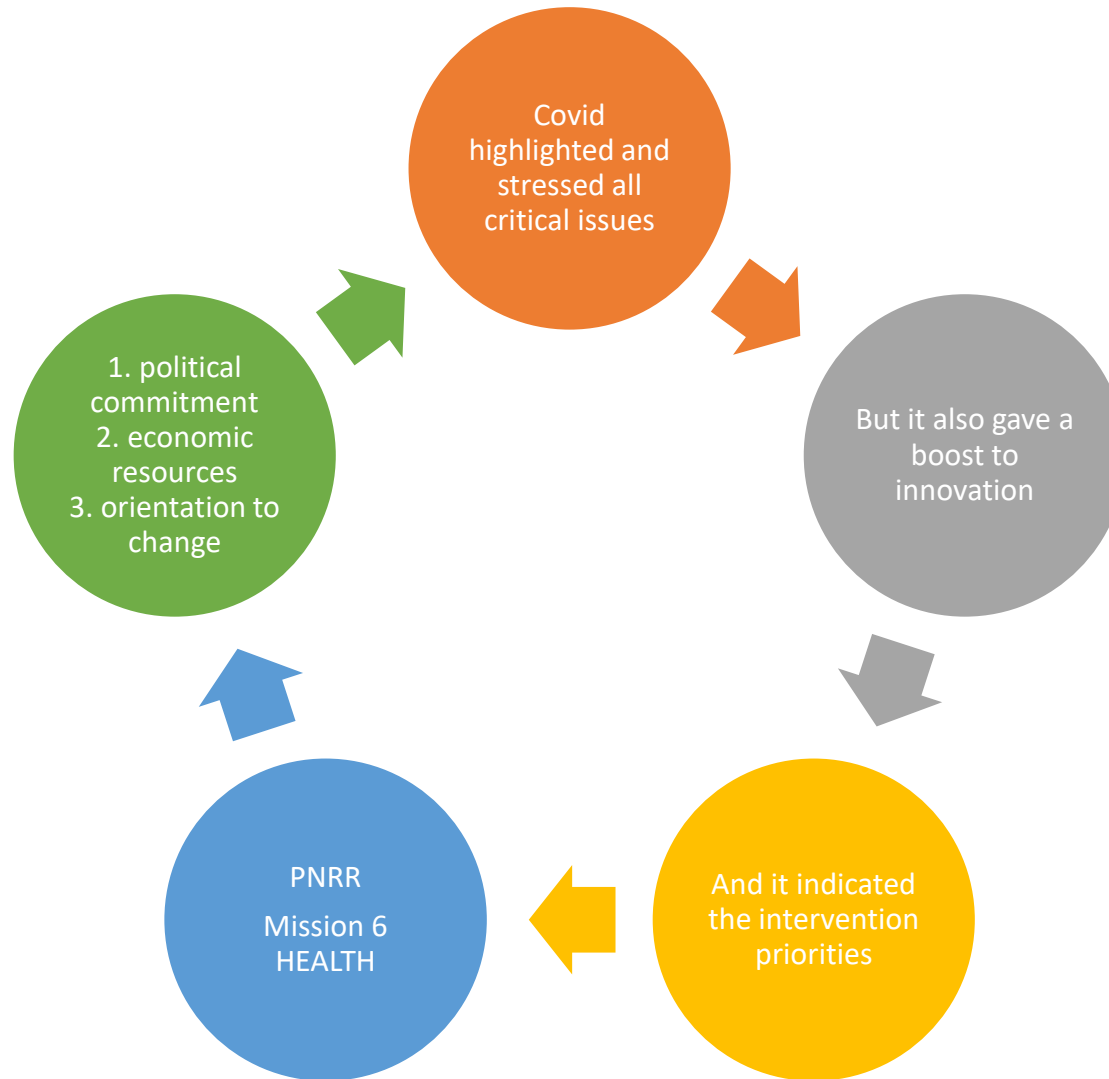 Covid
highlighted and
stressed all
critical issues
But it also gave a
boost to
innovation
And it indicated
the intervention
priorities
PNRR
Mission 6
HEALTH
1. political
commitment
2. economic
resources
3. orientation to
change